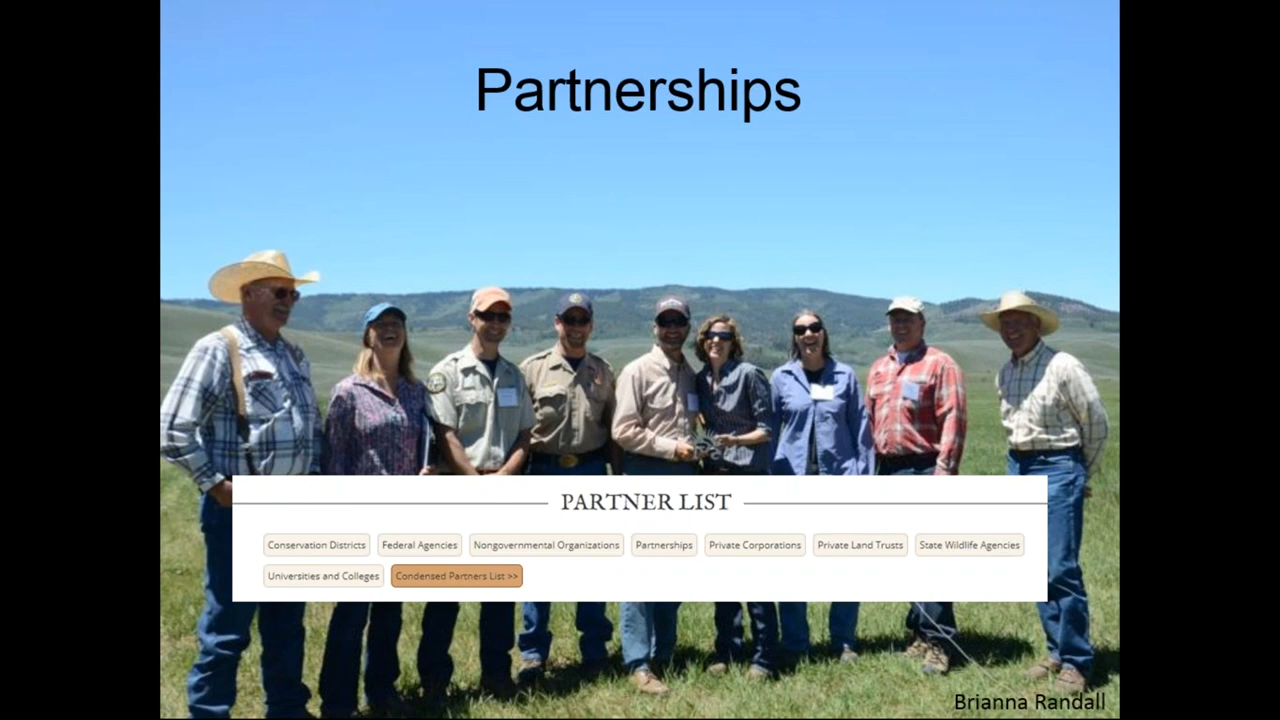 Partnerships
PARTNER LIST
Conservation Districts Federal Agencies Nongovernmental Organizations Partnerships Private Corporations Private Land Trusts State Wildlife Agencies
Universities and Colleges Condensed Partners List >>
Brianna Randall